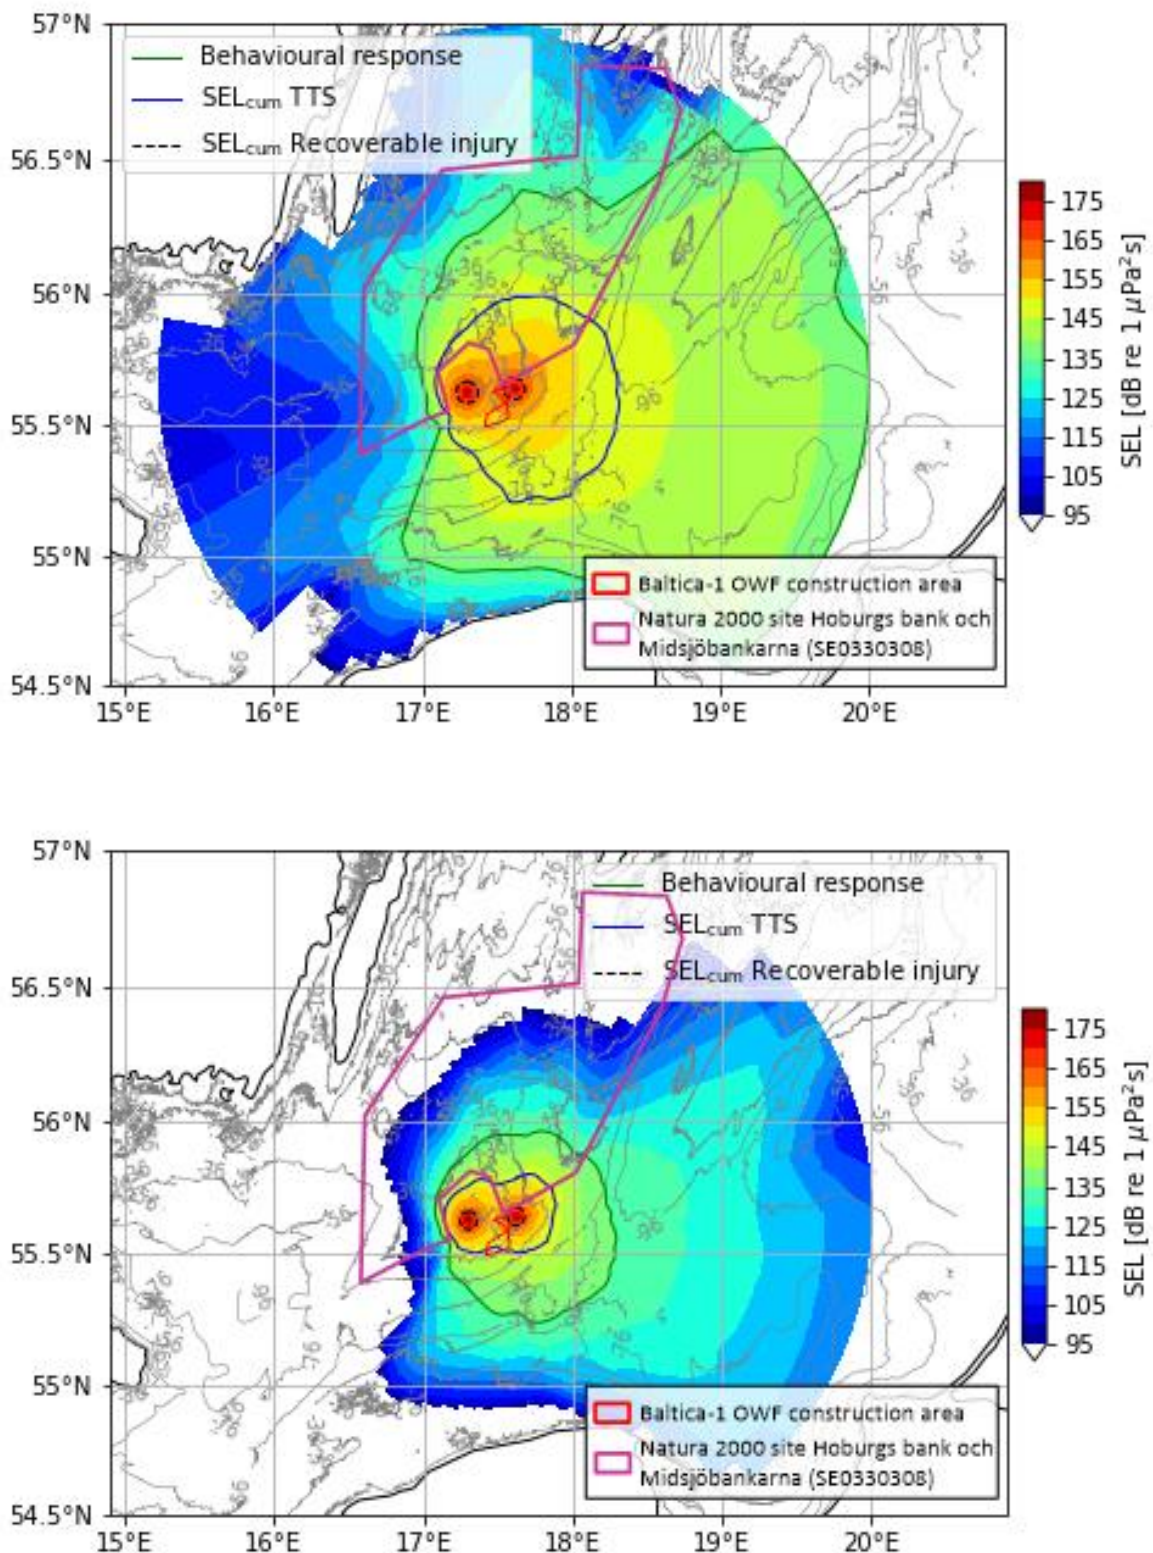 57°N
Behavioural response
SELcum TTS
SELcum Recoverable injury
56.5°N
56°N
55.5°N
55°N
54.5°N
175
165
155
145
135
125
115
105
95
SEL [dB re 1 μPa²s]
Baltica-1 OWF construction area
Natura 2000 site Hoburgs bank och
Midsjöbankarna (SE0330308)
15°E 16°E 17°E 18°E 19°E 20°E
57°N
Behavioural response
SELcum TTS
SELcum Recoverable injury
56.5°N
56°N
55.5°N
55°N
54.5°N
175
165
155
145
135
125
115
105
95
SEL [dB re 1 μPa²s]
Baltica-1 OWF construction area
Natura 2000 site Hoburgs bank och
Midsjöbankarna (SE0330308)
15°E 16°E 17°E 18°E 19°E 20°E